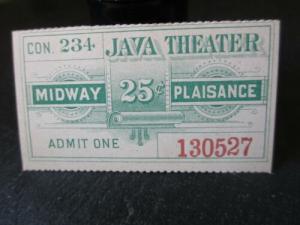 CON. 234 JAVA THEATER
MIDWAY 25¢ PLAISANCE
ADMIT ONE 130527